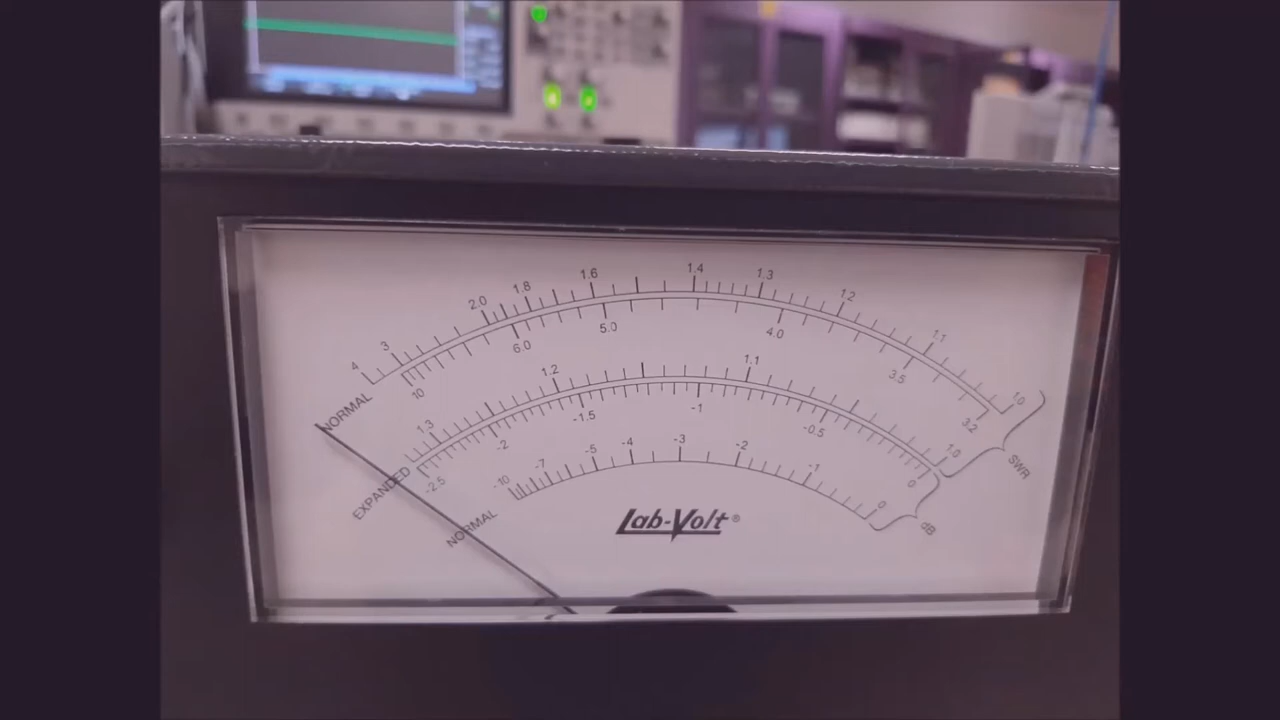 4 3 2.0 1.8 1.6 1.4 1.3 1.2 1.1 1.0
NORMAL 10 6.0 5.0 4.0 3.5 3.2
1.3 1.2 1.1 1.0 SWR
EXPANDED -2.5 -2 -1.5 -1 -0.5 0
NORMAL -10 -7 -5 -4 -3 -2 -1 0 dB
Lab-Volt®